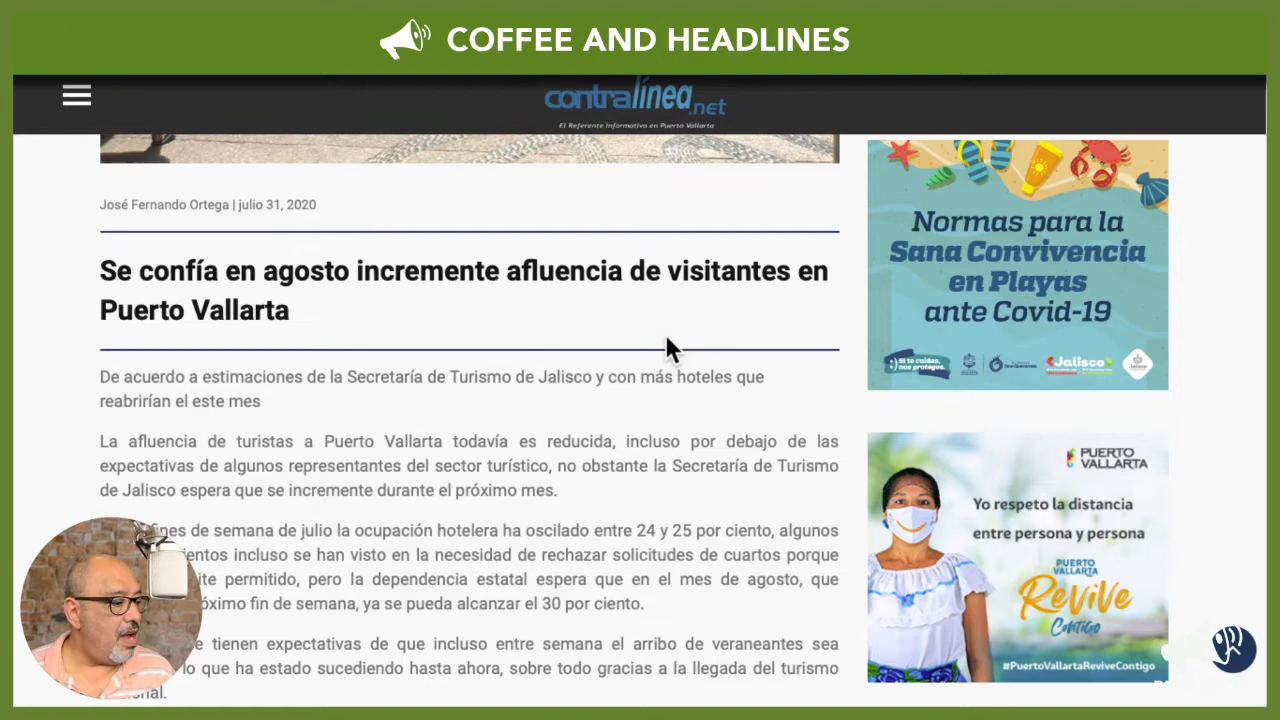 COFFEE AND HEADLINES
contralínea.net
El Referente Informativo en Puerto Vallarta
José Fernando Ortega | julio 31, 2020
Se confía en agosto incremente afluencia de visitantes en
Puerto Vallarta
De acuerdo a estimaciones de la Secretaría de Turismo de Jalisco y con más hoteles que
reabrirían el este mes
La afluencia de turistas a Puerto Vallarta todavía es reducida, incluso por debajo de las
expectativas de algunos representantes del sector turístico, no obstante la Secretaría de Turismo
de Jalisco espera que se incremente durante el próximo mes.
fines de semana de julio la ocupación hotelera ha oscilado entre 24 y 25 por ciento, algunos
incluso se han visto en la necesidad de rechazar solicitudes de cuartos porque
permitido, pero la dependencia estatal espera que en el mes de agosto, que
fin de semana, ya se pueda alcanzar el 30 por ciento.
tienen expectativas de que incluso entre semana el arribo de veraneantes sea
lo que ha estado sucediendo hasta ahora, sobre todo gracias a la llegada del turismo
Normas para la
Sana Convivencia
en Playas
ante Covid-19
Si te cuidas,
nos proteges.
Jalisco
PUERTO
VALLARTA
Yo respeto la distancia
entre persona y persona
PUERTO
VALLARTA
ReViVe
Contigo
#PuertoVallartaReviveContigo